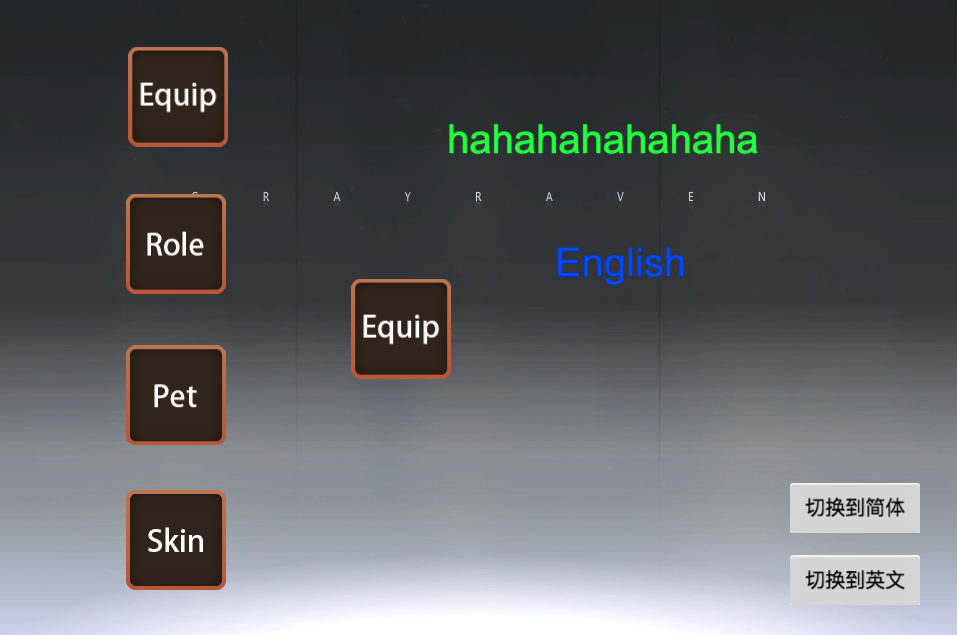 Equip
hahahahahahaha
G R A Y R A V E N
Role
English
Equip
Pet
Skin
切换到简体
切换到英文